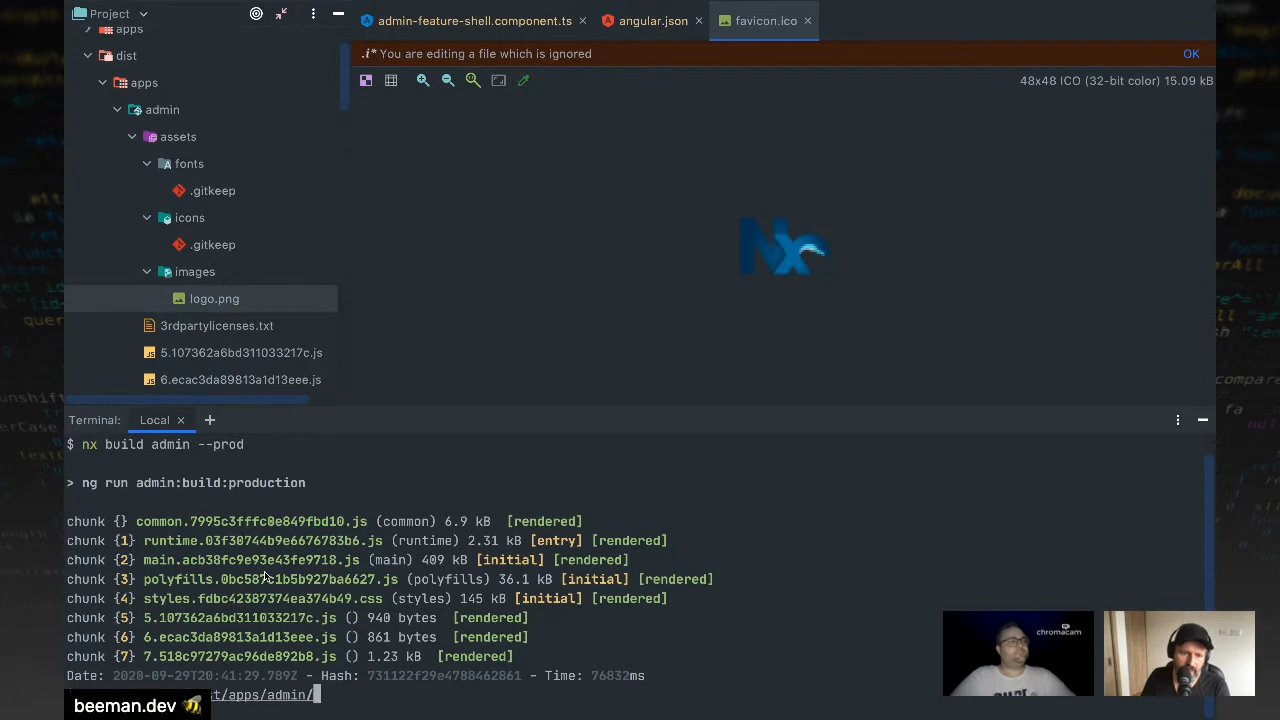 Project
admin-feature-shell.component.ts
angular.json
favicon.ico
apps
dist
apps
admin
assets
fonts
.gitkeep
icons
.gitkeep
images
logo.png
3rdpartylicenses.txt
5.107362a6bd311033217c.js
6.ecac3da89813a1d13eee.js
.i* You are editing a file which is ignored
OK
48x48 ICO (32-bit color) 15.09 kB
Nx
Terminal: Local
$ nx build admin --prod
> ng run admin:build:production
chunk {} common.7995c3fffc0e849fbd10.js (common) 6.9 kB [rendered]
chunk {1} runtime.03f30744b9e6676783b6.js (runtime) 2.31 kB [entry] [rendered]
chunk {2} main.acb38fc9e93e43fe9718.js (main) 409 kB [initial] [rendered]
chunk {3} (polyfills) 36.1 kB [initial] [rendered]
chunk {4} styles.fdbc42387374ea374b49.css (styles) 145 kB [initial] [rendered]
chunk {5} 5.107362a6bd311033217c.js () 940 bytes [rendered]
chunk {6} 6.ecac3da89813a1d13eee.js () 861 bytes [rendered]
chunk {7} 7.518c97279ac96de892b8.js () 1.23 kB [rendered]
Date: 2020-09-29T20:41:29.789Z - Hash: 731122f29e4788462861 - Time: 76832ms
t/apps/admin/
beeman.dev
chromacam